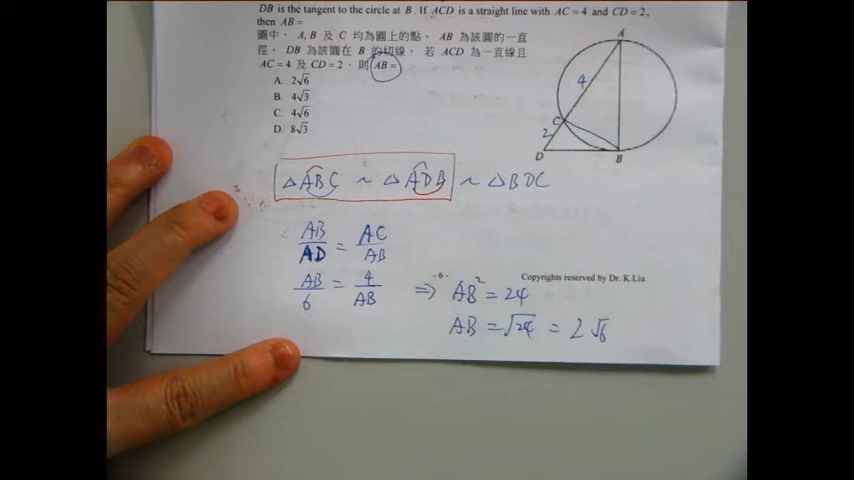 DB is the tangent to the circle at B. If ACD is a straight line with AC = 4 and CD = 2,
then AB =
圖中， A, B 及 C 均為圓上的點。 AB 為該圓的一直
徑。 DB 為該圓在 B 的切線。 若 ACD 為一直線且
AC = 4 及 CD = 2 ， 則 AB =
A. 2√6
B. 4√3
C. 4√6
D. 8√3
A
4
C
2
D
B
△ABC ~ △ADB ~ △BDC
AB/AD = AC/AB
AB/6 = 4/AB ⇒ AB² = 24
AB = √24 = 2√6
-6-
Copyrights reserved by Dr. K.Liu